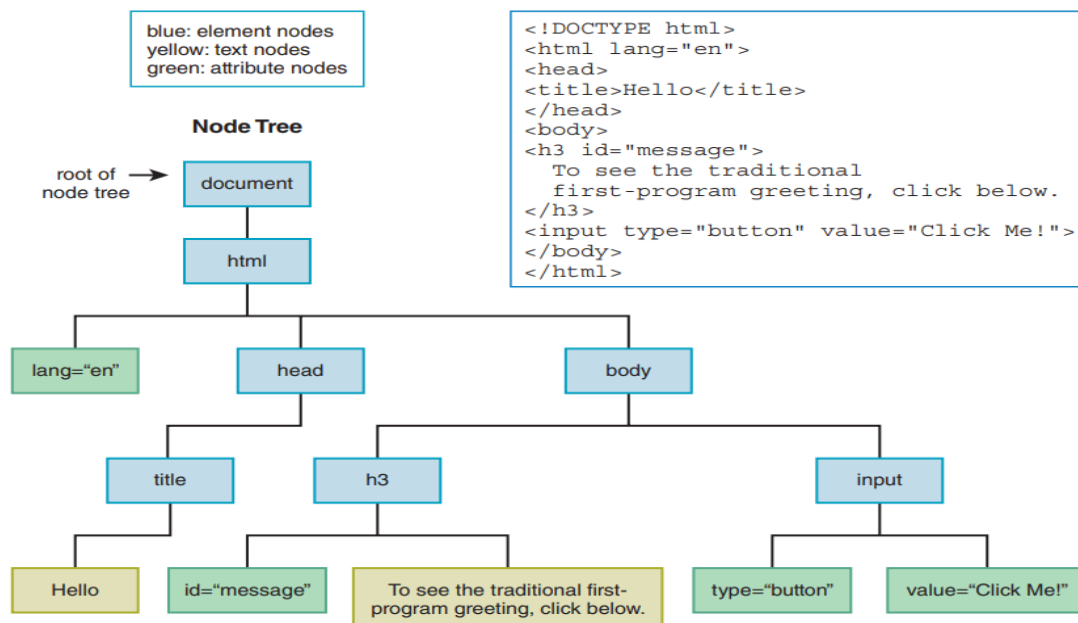 blue: element nodes
yellow: text nodes
green: attribute nodes
<!DOCTYPE html>
<html lang="en">
<head>
<title>Hello</title>
</head>
<body>
<h3 id="message">
  To see the traditional
  first-program greeting, click below.
</h3>
<input type="button" value="Click Me!">
</body>
</html>
Node Tree
root of
node tree
document
html
lang=“en”
head
body
title
h3
input
Hello
id=“message”
To see the traditional first-
program greeting, click below.
type=“button”
value=“Click Me!”